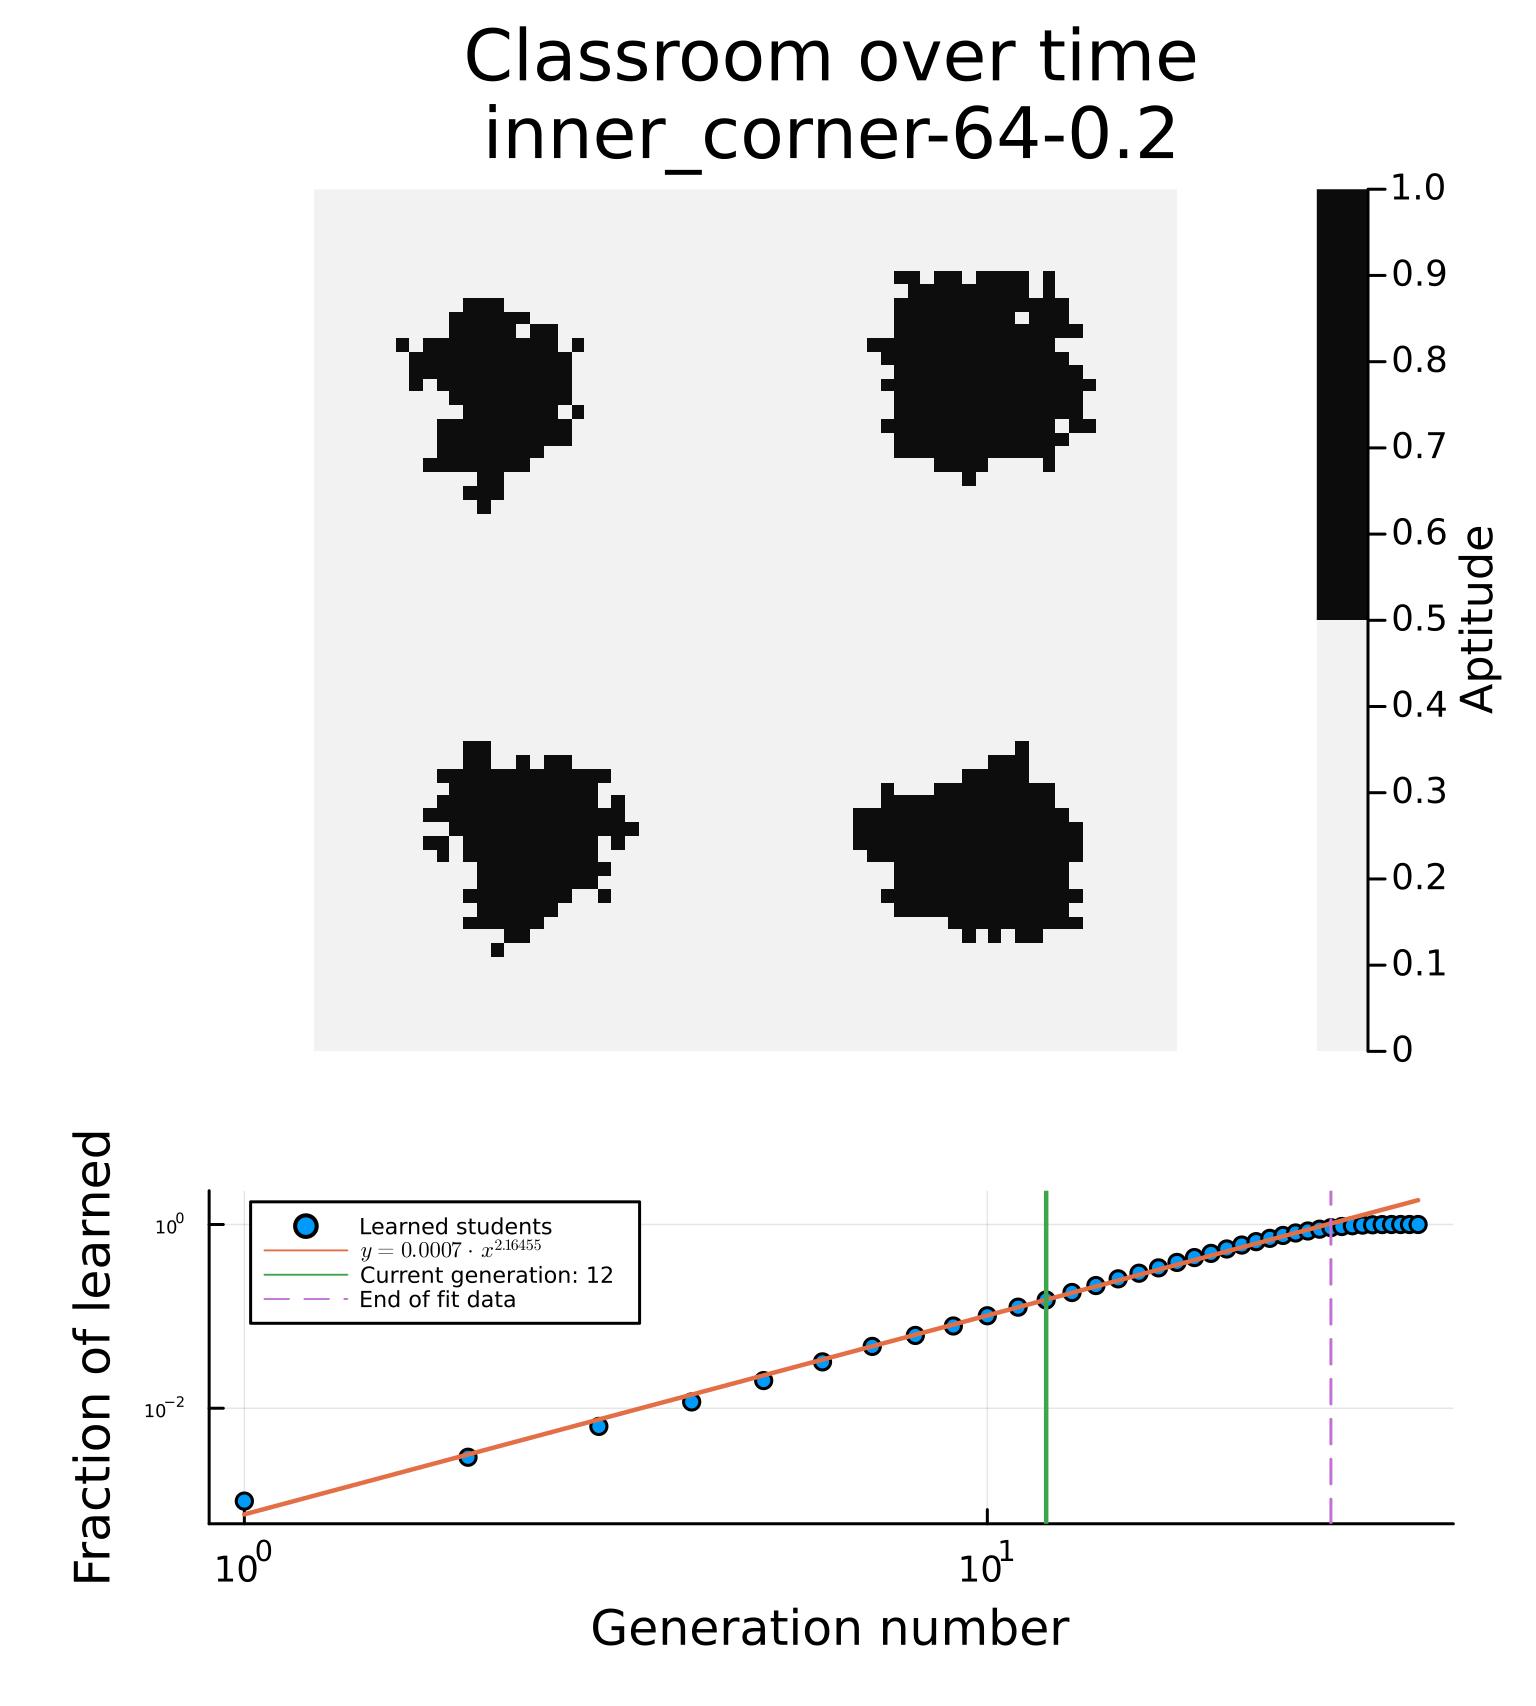 Classroom over time
inner_corner-64-0.2
1.0
0.9
0.8
0.7
0.6
0.5
0.4
0.3
0.2
0.1
0
Aptitude
Fraction of learned
10^0
10^-2
Learned students
y = 0.0007 · x^2.16455
Current generation: 12
End of fit data
10^0
10^1
Generation number